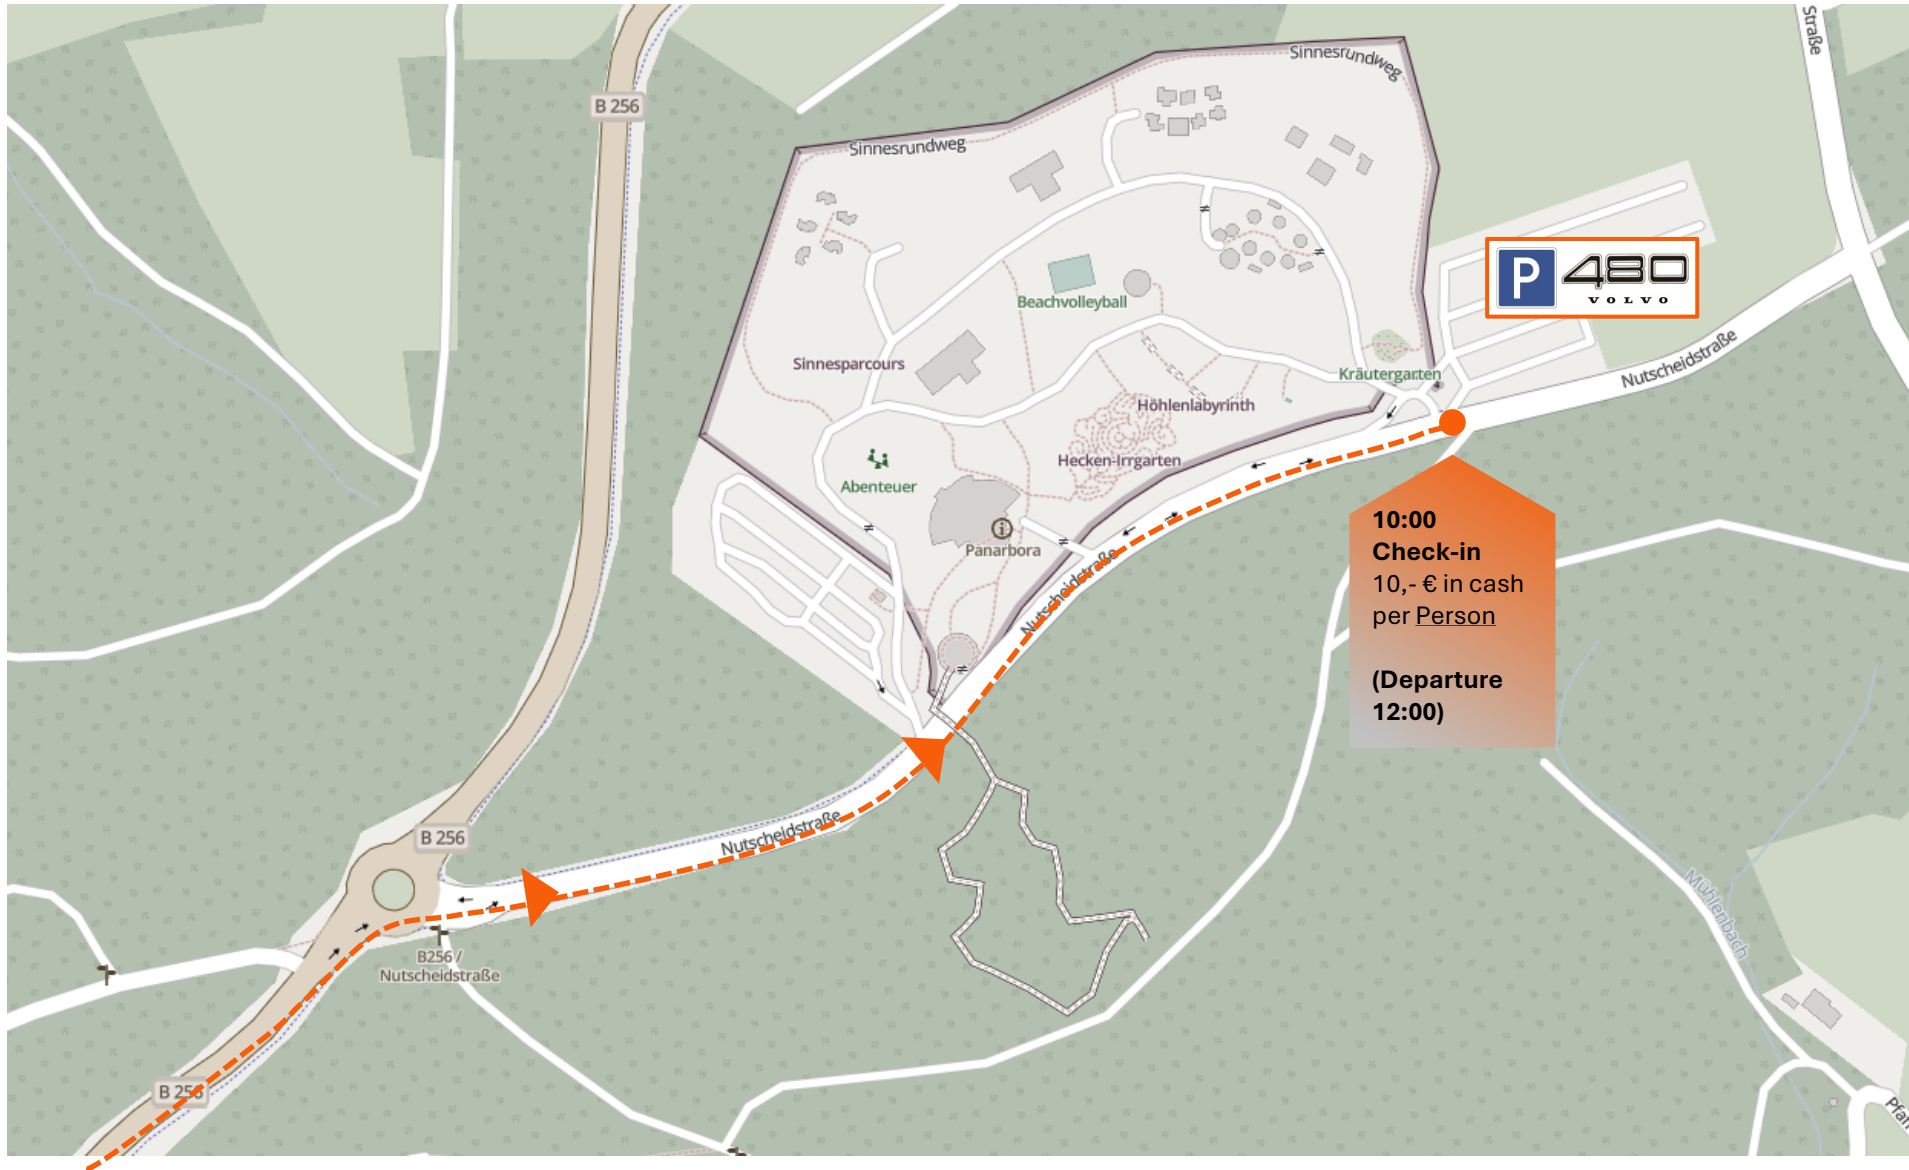 Straße
Sinnesrundweg
B 256
Sinnesrundweg
P 480
VOLVO
Beachvolleyball
Sinnesparcours
Kräutergarten
Nutscheidstraße
Höhlenlabyrinth
Hecken-Irrgarten
Abenteuer
Panarbora
Nutscheidstraße
10:00
Check-in
10,- € in cash
per Person
(Departure
12:00)
B 256
Nutscheidstraße
B256 /
Nutscheidstraße
Mühlenbach
B 256